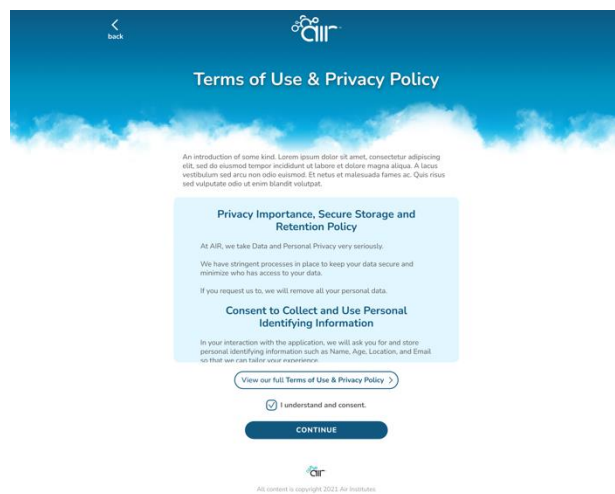 back
air
Terms of Use & Privacy Policy
An introduction of some kind. Lorem ipsum dolor sit amet, consectetur adipiscing
elit, sed do eiusmod tempor incididunt ut labore et dolore magna aliqua. A lacus
vestibulum sed arcu non odio euismod. Et netus et malesuada fames ac. Quis risus
sed vulputate odio ut enim blandit volutpat.
Privacy Importance, Secure Storage and
Retention Policy
At AIR, we take Data and Personal Privacy very seriously.
We have stringent processes in place to keep your data secure and
minimize who has access to your data.
If you request us to, we will remove all your personal data.
Consent to Collect and Use Personal
Identifying Information
In your interaction with the application, we will ask you for and store
personal identifying information such as Name, Age, Location, and Email
so that we can tailor your experience.
View our full Terms of Use & Privacy Policy
I understand and consent.
CONTINUE
air
All content is copyright 2021 Air Institutes